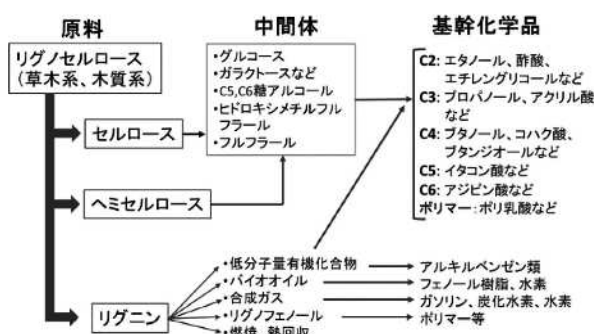 原料
中間体
基幹化学品
リグノセルロース
(草木系、木質系)
セルロース
ヘミセルロース
リグニン
・グルコース
・ガラクトースなど
・C5,C6糖アルコール
・ヒドロキシメチルフル
フラール
・フルフラール
C2: エタノール、酢酸、
エチレングリコールなど
C3: プロパノール、アクリル酸
など
C4: ブタノール、コハク酸、
ブタンジオールなど
C5: イタコン酸など
C6: アジピン酸など
ポリマー:ポリ乳酸など
・低分子量有機化合物
・バイオオイル
・合成ガス
・リグノフェノール
・燃焼、熱回収
アルキルベンゼン類
フェノール樹脂、水素
ガソリン、炭化水素、水素
ポリマー等